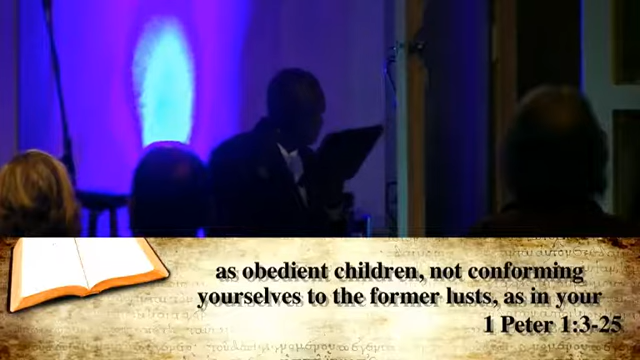 as obedient children, not conforming
yourselves to the former lusts, as in your
1 Peter 1:3-25